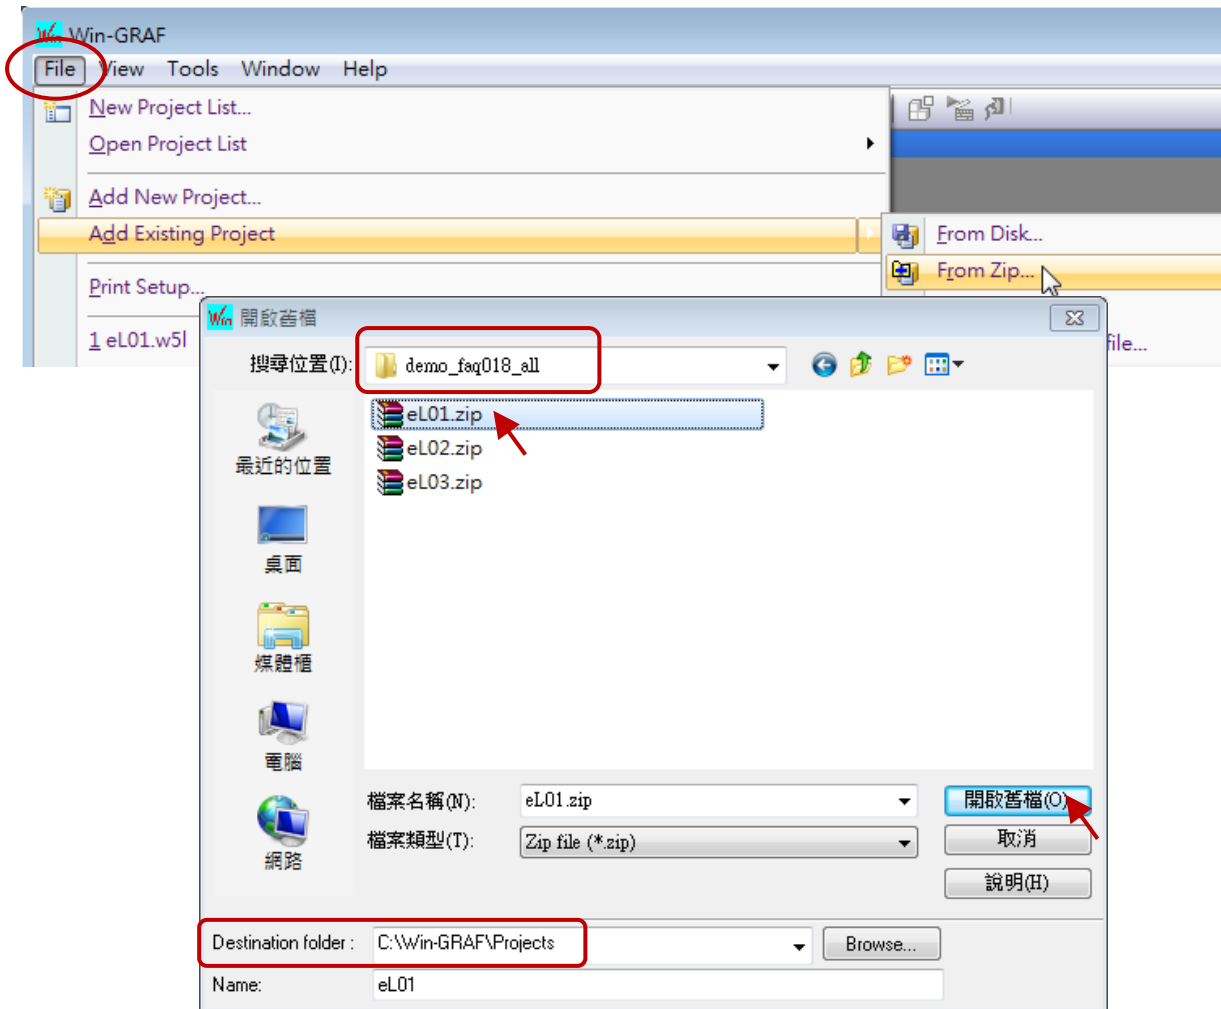 Win Win-GRAF
File View Tools Window Help
New Project List...
Open Project List
Add New Project...
Add Existing Project
From Disk...
From Zip...
Print Setup...
1 eL01.w5l
file...
Win 開啟舊檔
搜尋位置(I):
demo_faq018_all
eL01.zip
eL02.zip
eL03.zip
最近的位置
桌面
媒體櫃
電腦
網路
檔案名稱(N):
eL01.zip
開啟舊檔(O)
檔案類型(T):
Zip file (*.zip)
取消
說明(H)
Destination folder :
C:\Win-GRAF\Projects
Browse...
Name:
eL01